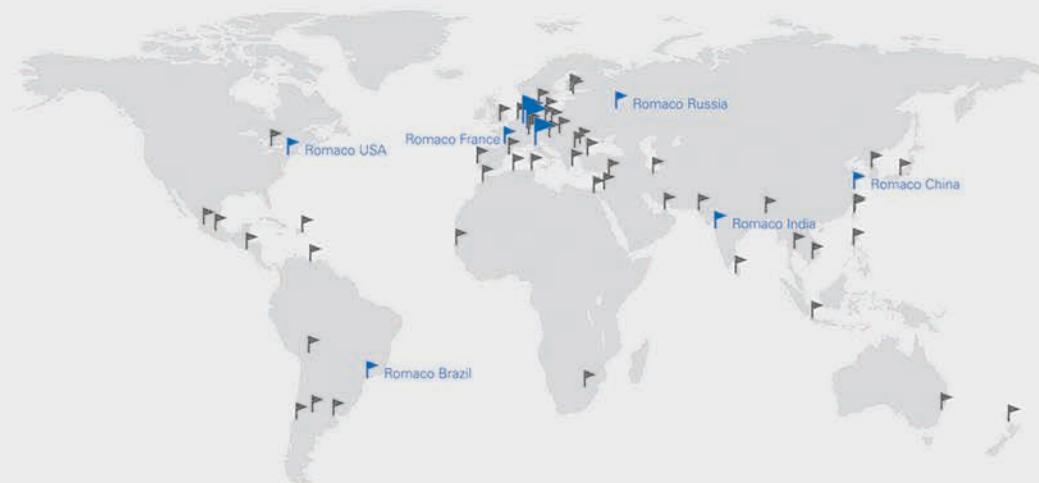 Romaco Russia
Romaco France
Romaco USA
Romaco China
Romaco India
Romaco Brazil